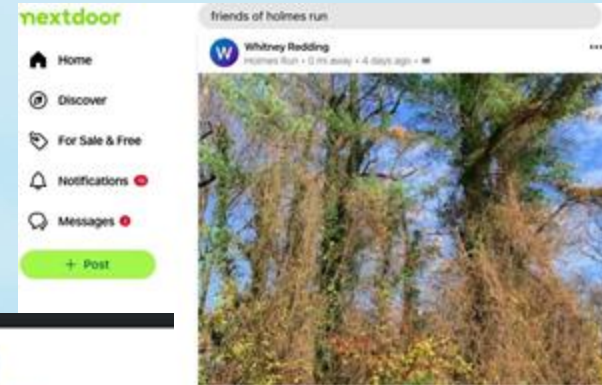 nextdoor
Home
Discover
For Sale & Free
Notifications
Messages
+ Post
friends of holmes run
W
Whitney Redding
Holmes Run • 0 mi away • 4 days ago •